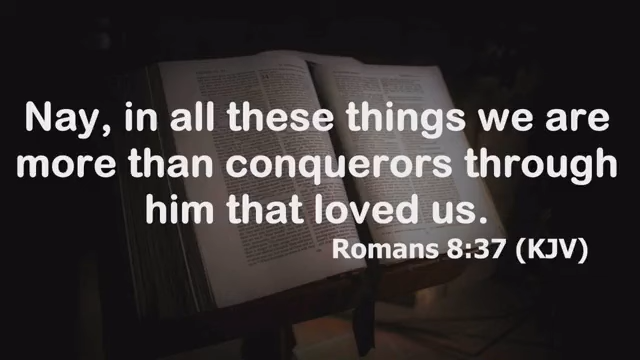 Nay, in all these things we are
more than conquerors through
him that loved us.
Romans 8:37 (KJV)